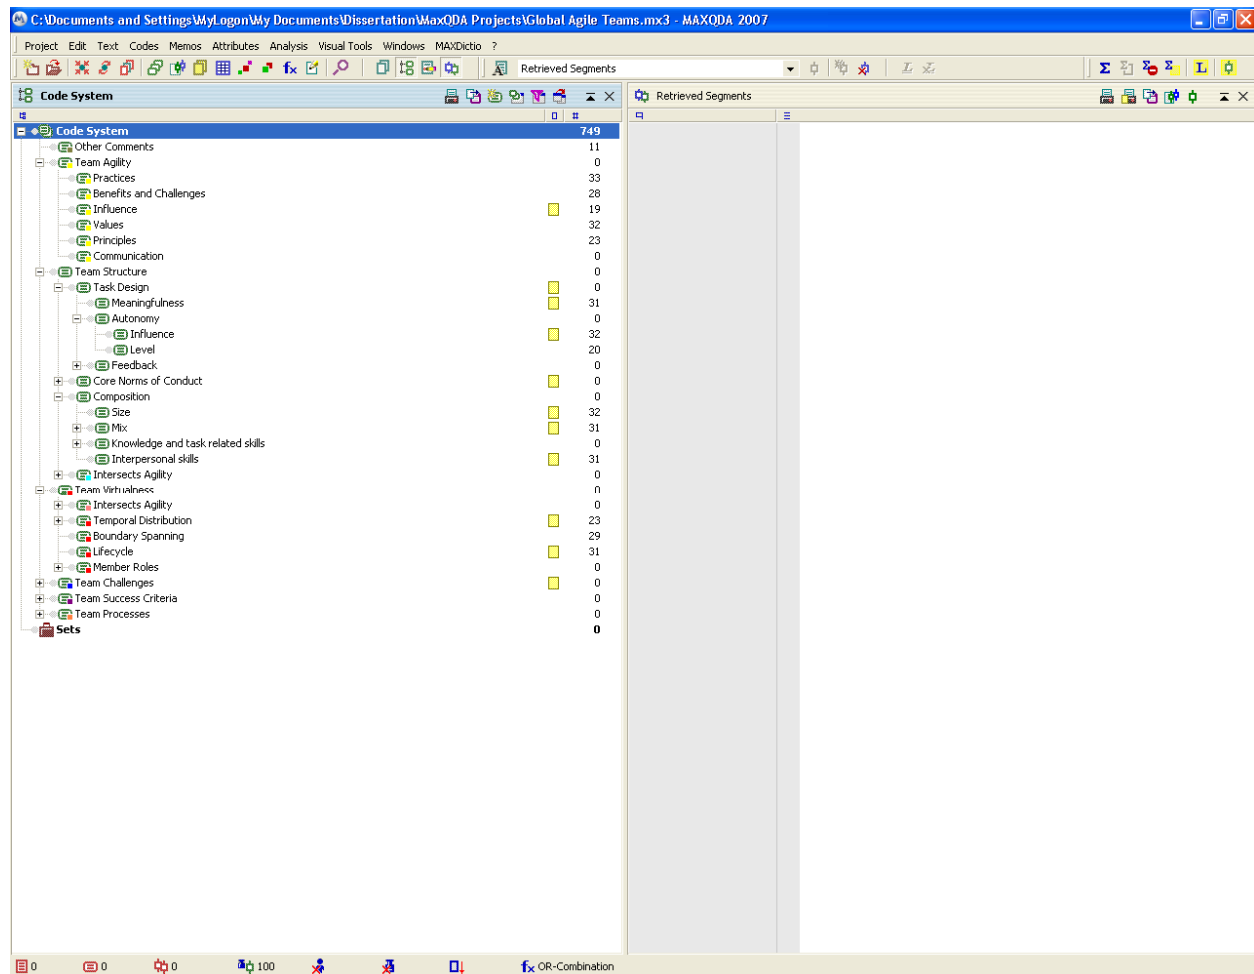 C:\Documents and Settings\MyLogon\My Documents\Dissertation\MaxQDA Projects\Global Agile Teams.mx3 - MAXQDA 2007
Project Edit Text Codes Memos Attributes Analysis Visual Tools Windows MAXDictio ?
Retrieved Segments
Code System
Retrieved Segments
Code System 749
Other Comments 11
Team Agility 0
Practices 33
Benefits and Challenges 28
Influence 19
Values 32
Principles 23
Communication 0
Team Structure 0
Task Design 0
Meaningfulness 31
Autonomy 0
Influence 32
Level 20
Feedback 0
Core Norms of Conduct 0
Composition 0
Size 32
Mix 31
Knowledge and task related skills 0
Interpersonal skills 31
Intersects Agility 0
Team Virtualness 0
Intersects Agility 0
Temporal Distribution 23
Boundary Spanning 29
Lifecycle 31
Member Roles 0
Team Challenges 0
Team Success Criteria 0
Team Processes 0
Sets 0
0 0 0 100 fx OR-Combination